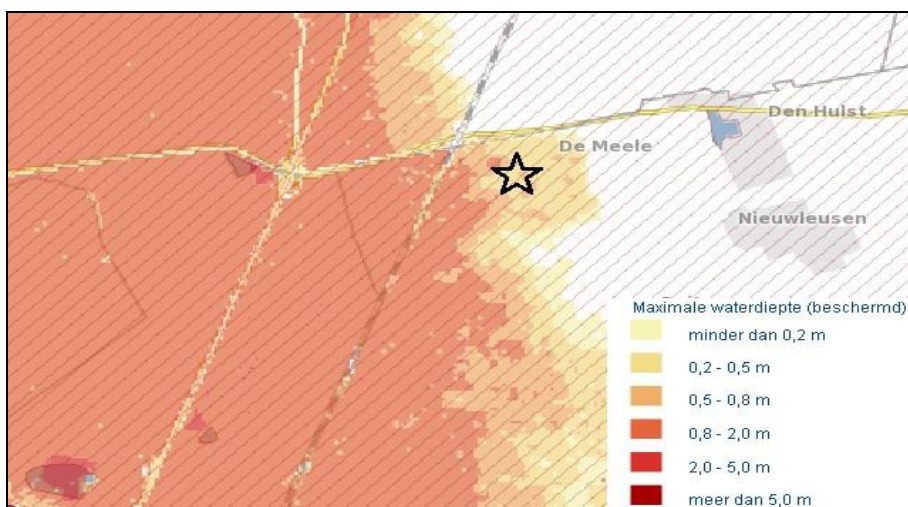 Den Hulst
De Meele
Nieuwleusen
Maximale waterdiepte (beschermd)
minder dan 0,2 m
0,2 - 0,5 m
0,5 - 0,8 m
0,8 - 2,0 m
2,0 - 5,0 m
meer dan 5,0 m